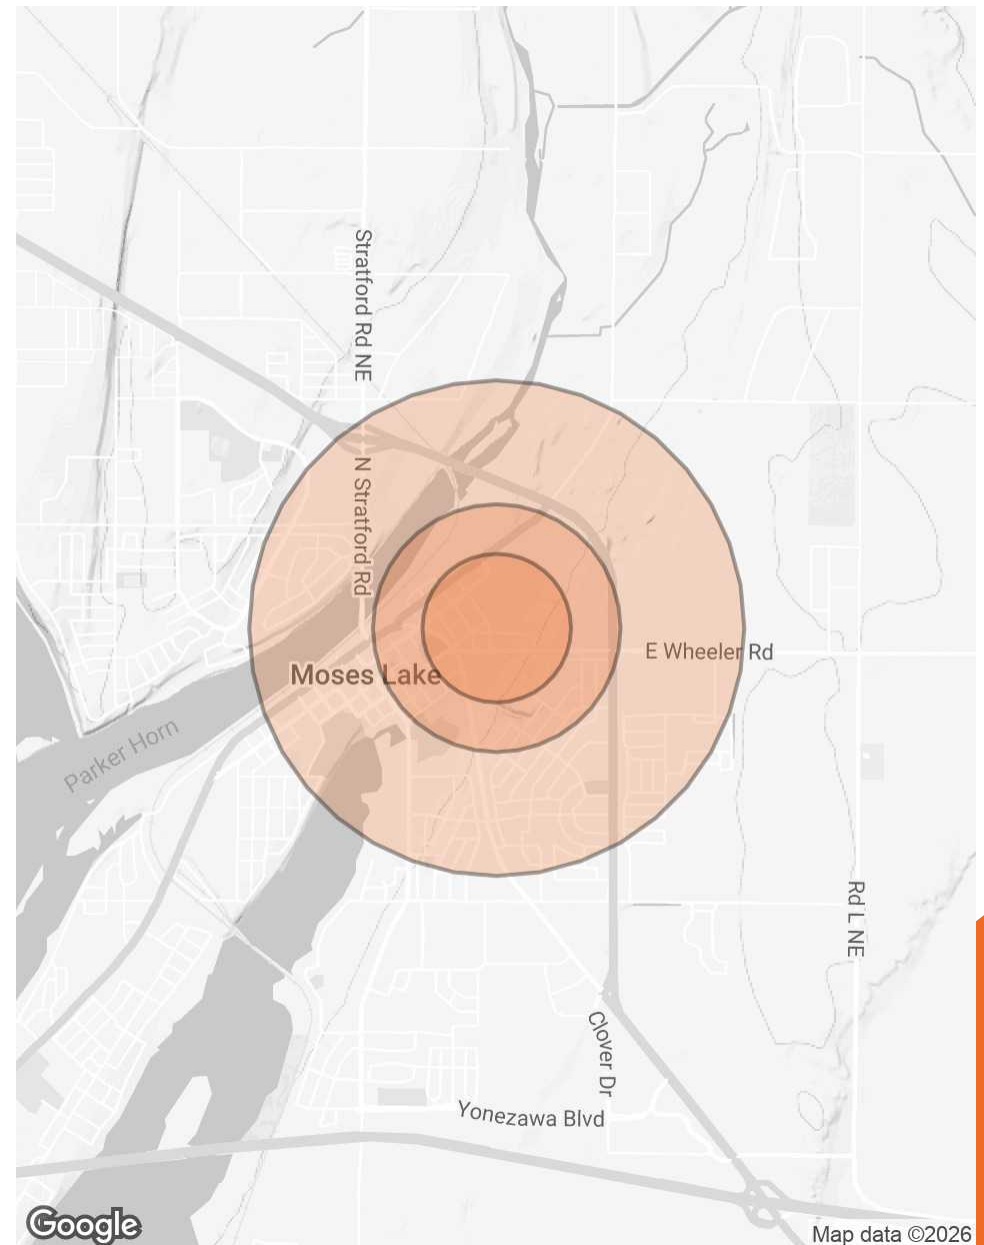 Stratford Rd NE
N Stratford Rd
E Wheeler Rd
Moses Lake
Parker Horn
Rd L NE
Clover Dr
Yonezawa Blvd
Google
Map data ©2026